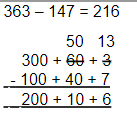 363 – 147 = 216
50 13
300 + 60 + 3
- 100 + 40 + 7
200 + 10 + 6